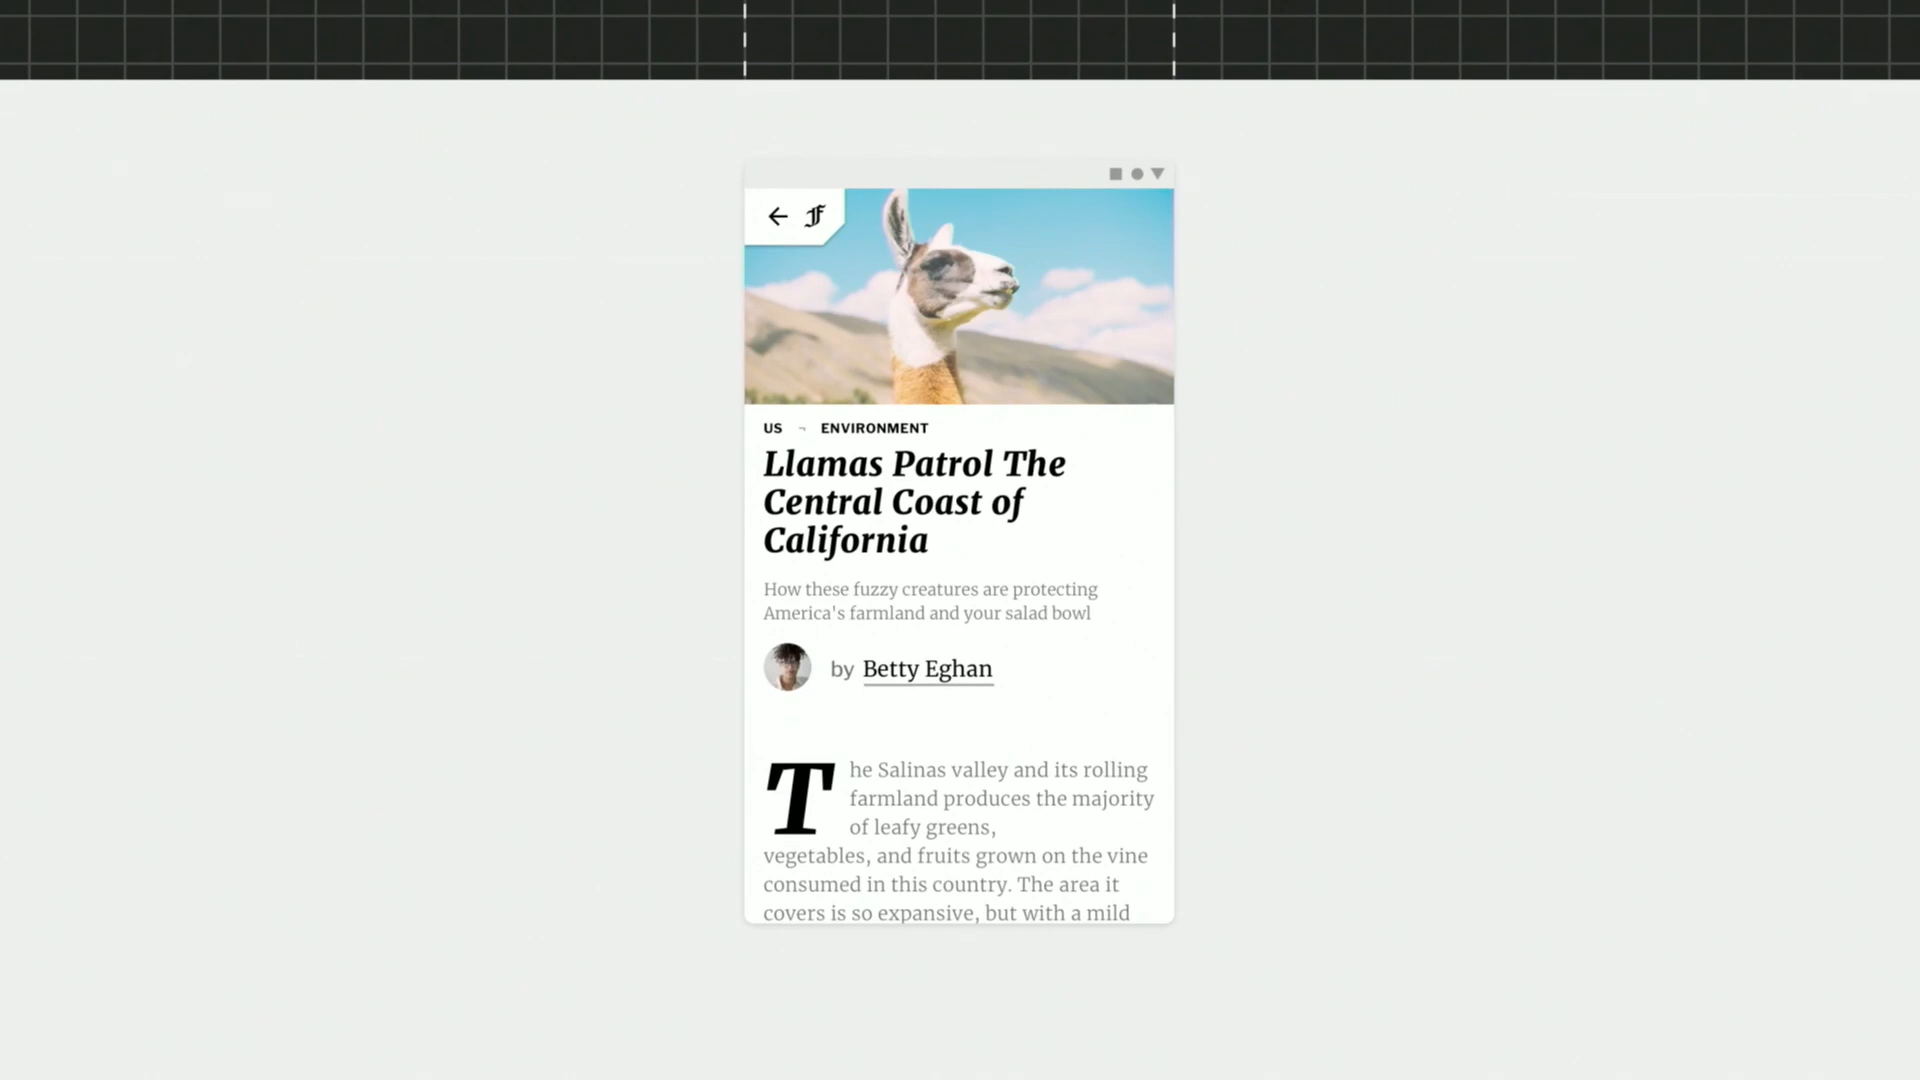 F
US ¬ ENVIRONMENT
Llamas Patrol The
Central Coast of
California
How these fuzzy creatures are protecting
America's farmland and your salad bowl
by Betty Eghan
The Salinas valley and its rolling
farmland produces the majority
of leafy greens,
vegetables, and fruits grown on the vine
consumed in this country. The area it
covers is so expansive, but with a mild